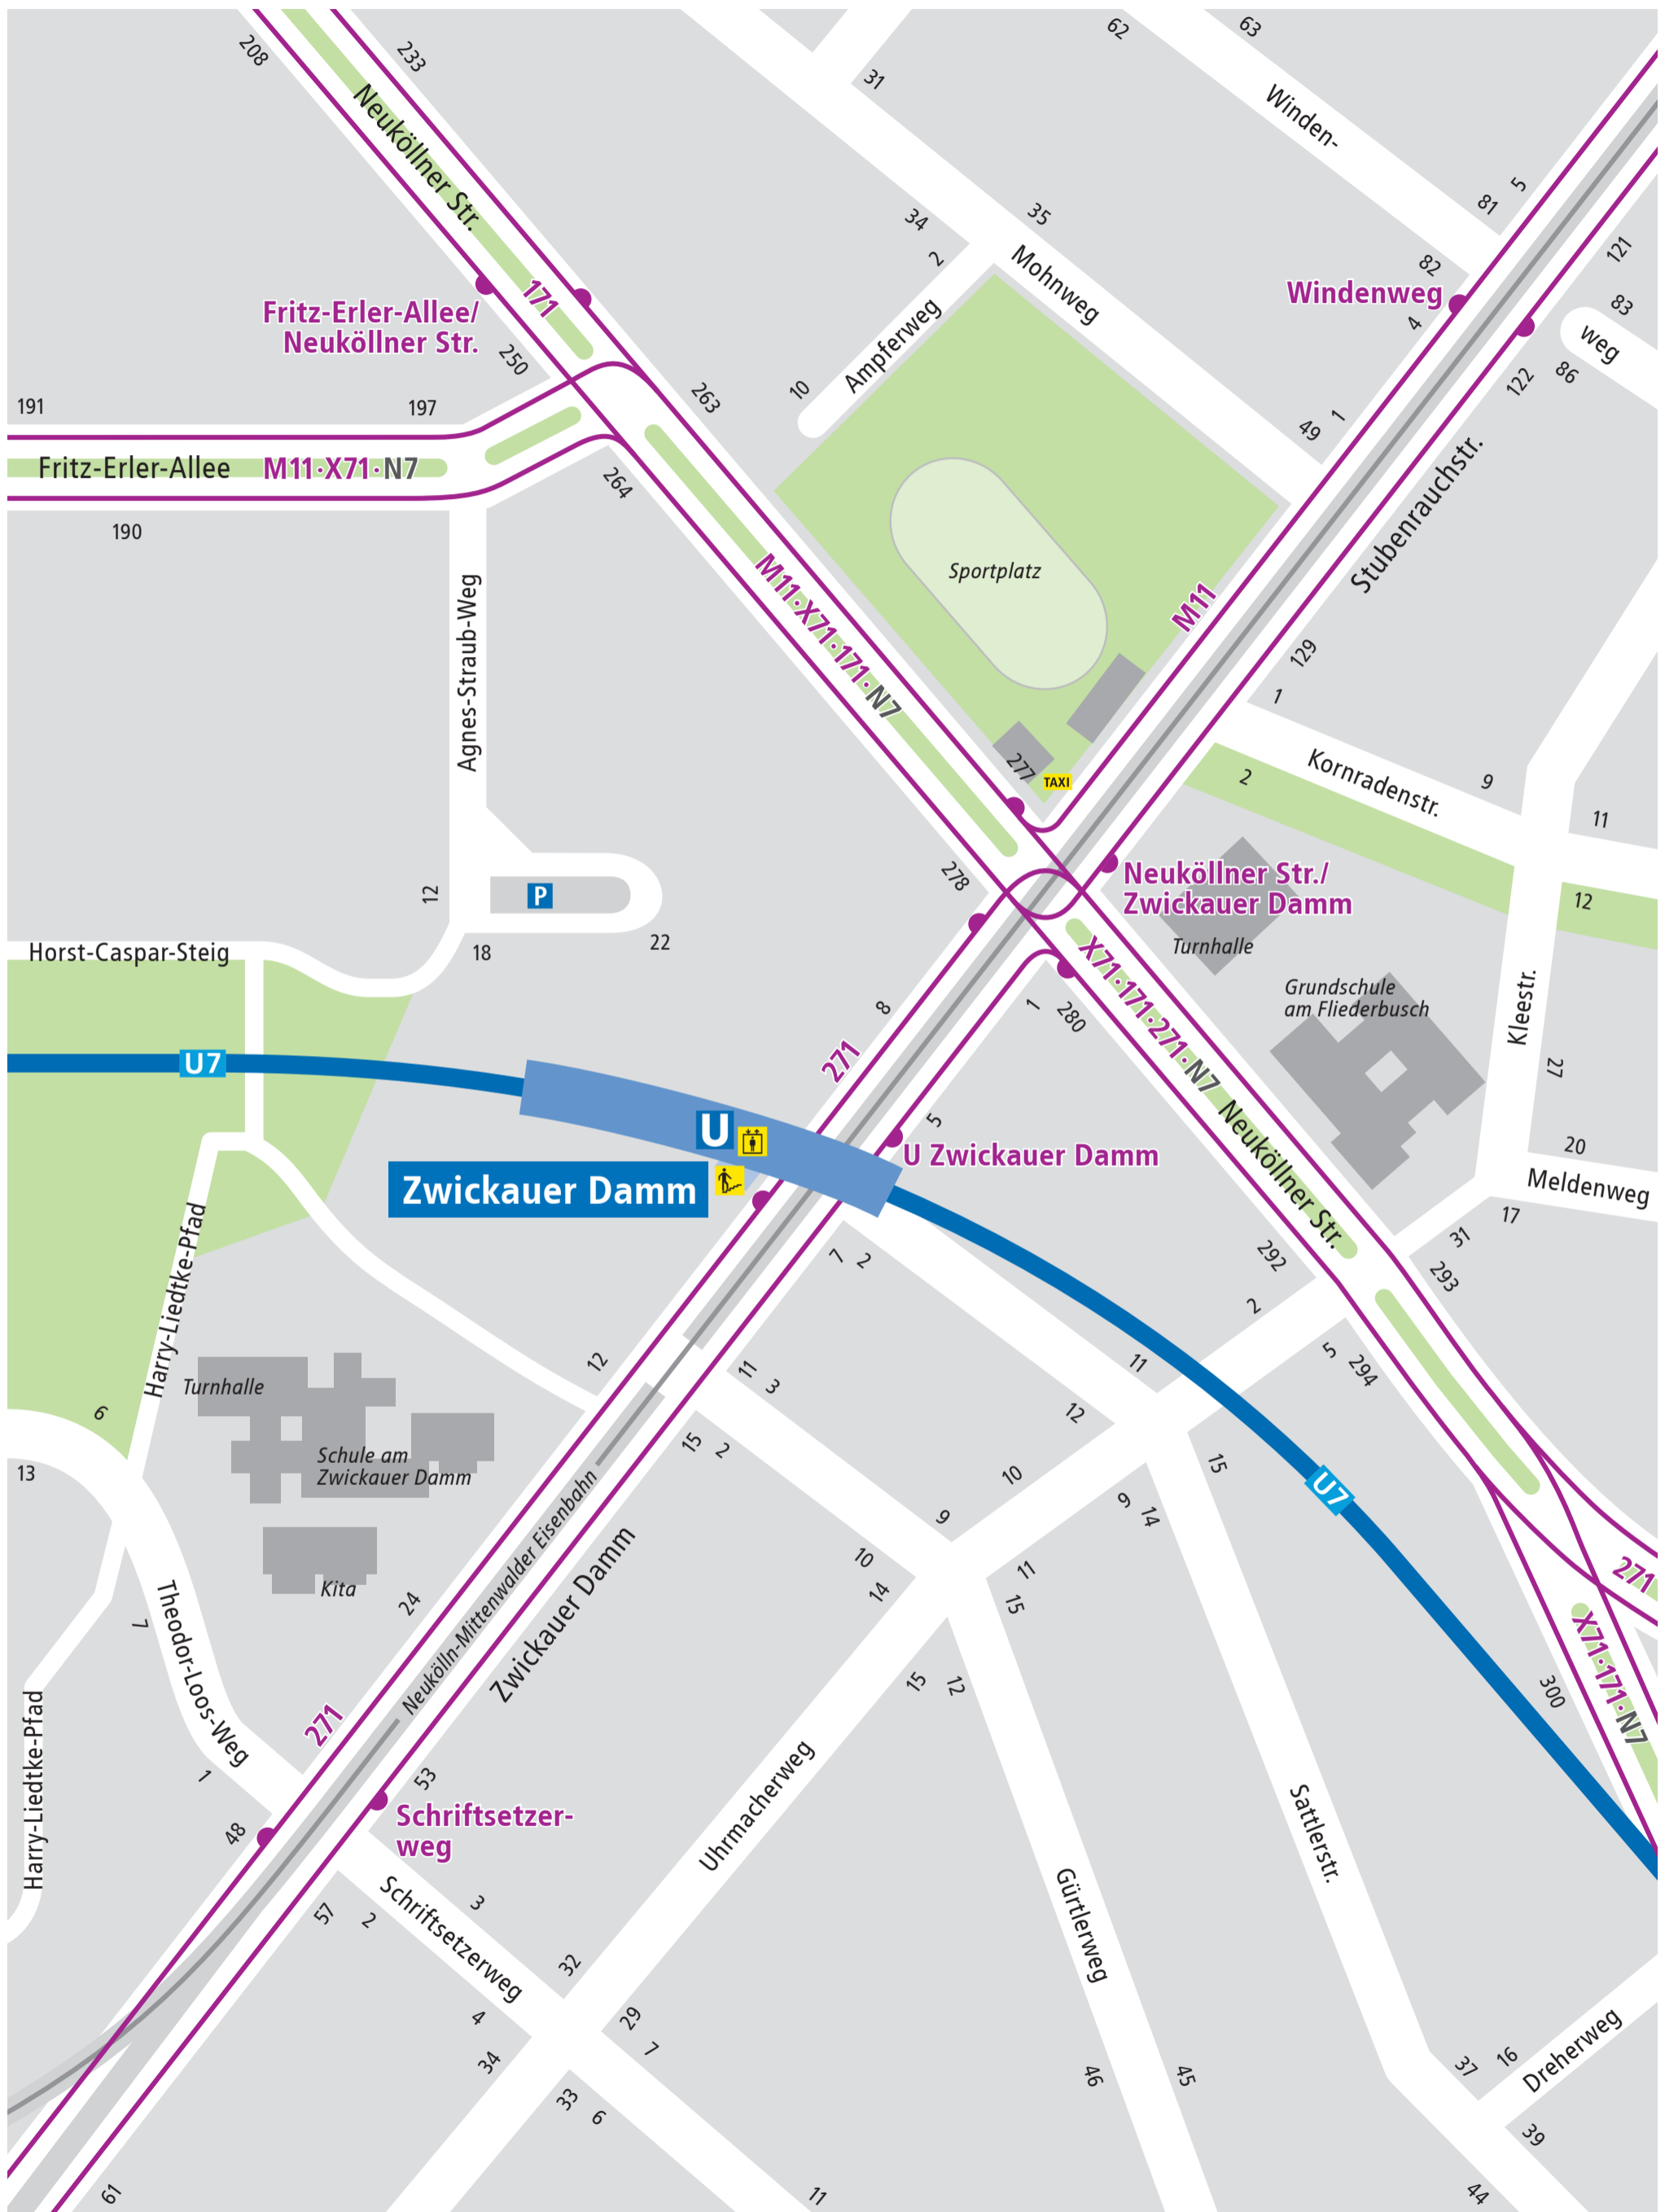 208
233
Neuköllner Str.
171
Fritz-Erler-Allee/
Neuköllner Str.
250
263
191
197
Fritz-Erler-Allee
M11·X71·N7
190
264
31
62
63
Winden-
5
81
82
121
34
35
2
Mohnweg
Ampferweg
10
Windenweg
4
83
weg
86
122
49
1
Stubenrauchstr.
Sportplatz
M11
129
1
M11·X71·171·N7
Agnes-Straub-Weg
277
TAXI
2
Kornradenstr.
9
11
12
278
Neuköllner Str./
Zwickauer Damm
Turnhalle
12
P
18
22
Horst-Caspar-Steig
8
1
280
X71·171·271·N7
Neuköllner Str.
Grundschule
am Fliederbusch
Kleestr.
27
20
Meldenweg
17
31
293
292
2
5
294
U7
271
U
5
U Zwickauer Damm
Zwickauer Damm
7
2
Harry-Liedtke-Pfad
12
11
3
11
12
Turnhalle
6
13
Schule am
Zwickauer Damm
15
2
10
9
15
U7
9
14
Kita
Neukölln-Mittenwalder Eisenbahn
Zwickauer Damm
24
10
14
11
15
271
7
Theodor-Loos-Weg
X71·171·N7
300
15
12
Harry-Liedtke-Pfad
271
1
53
48
Schriftsetzer-
weg
Uhrmacherweg
Sattlerstr.
Gürtlerweg
57
2
3
Schriftsetzerweg
32
4
29
7
34
33
6
46
45
37
16
Dreherweg
39
61
11
44